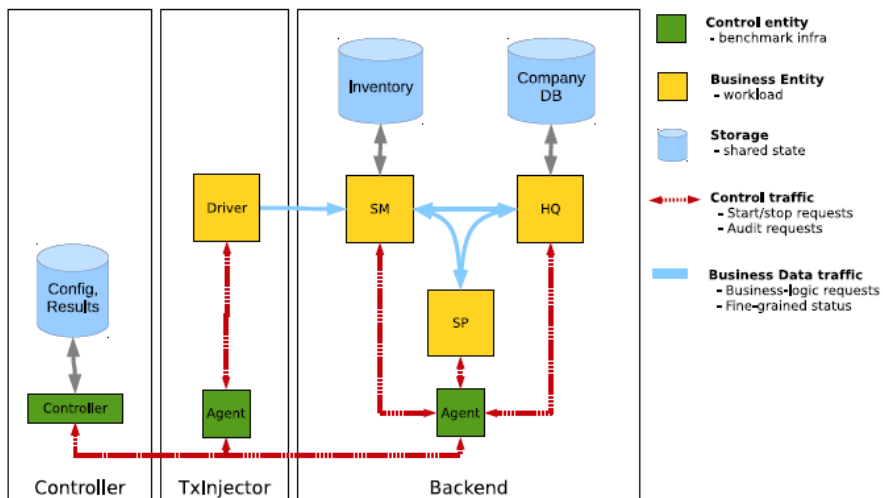 Inventory
Company
DB
Driver
SM
HQ
Config,
Results
SP
Controller
Agent
Agent
Controller
TxInjector
Backend
Control entity
- benchmark infra
Business Entity
- workload
Storage
- shared state
Control traffic
- Start/stop requests
- Audit requests
Business Data traffic
- Business-logic requests
- Fine-grained status